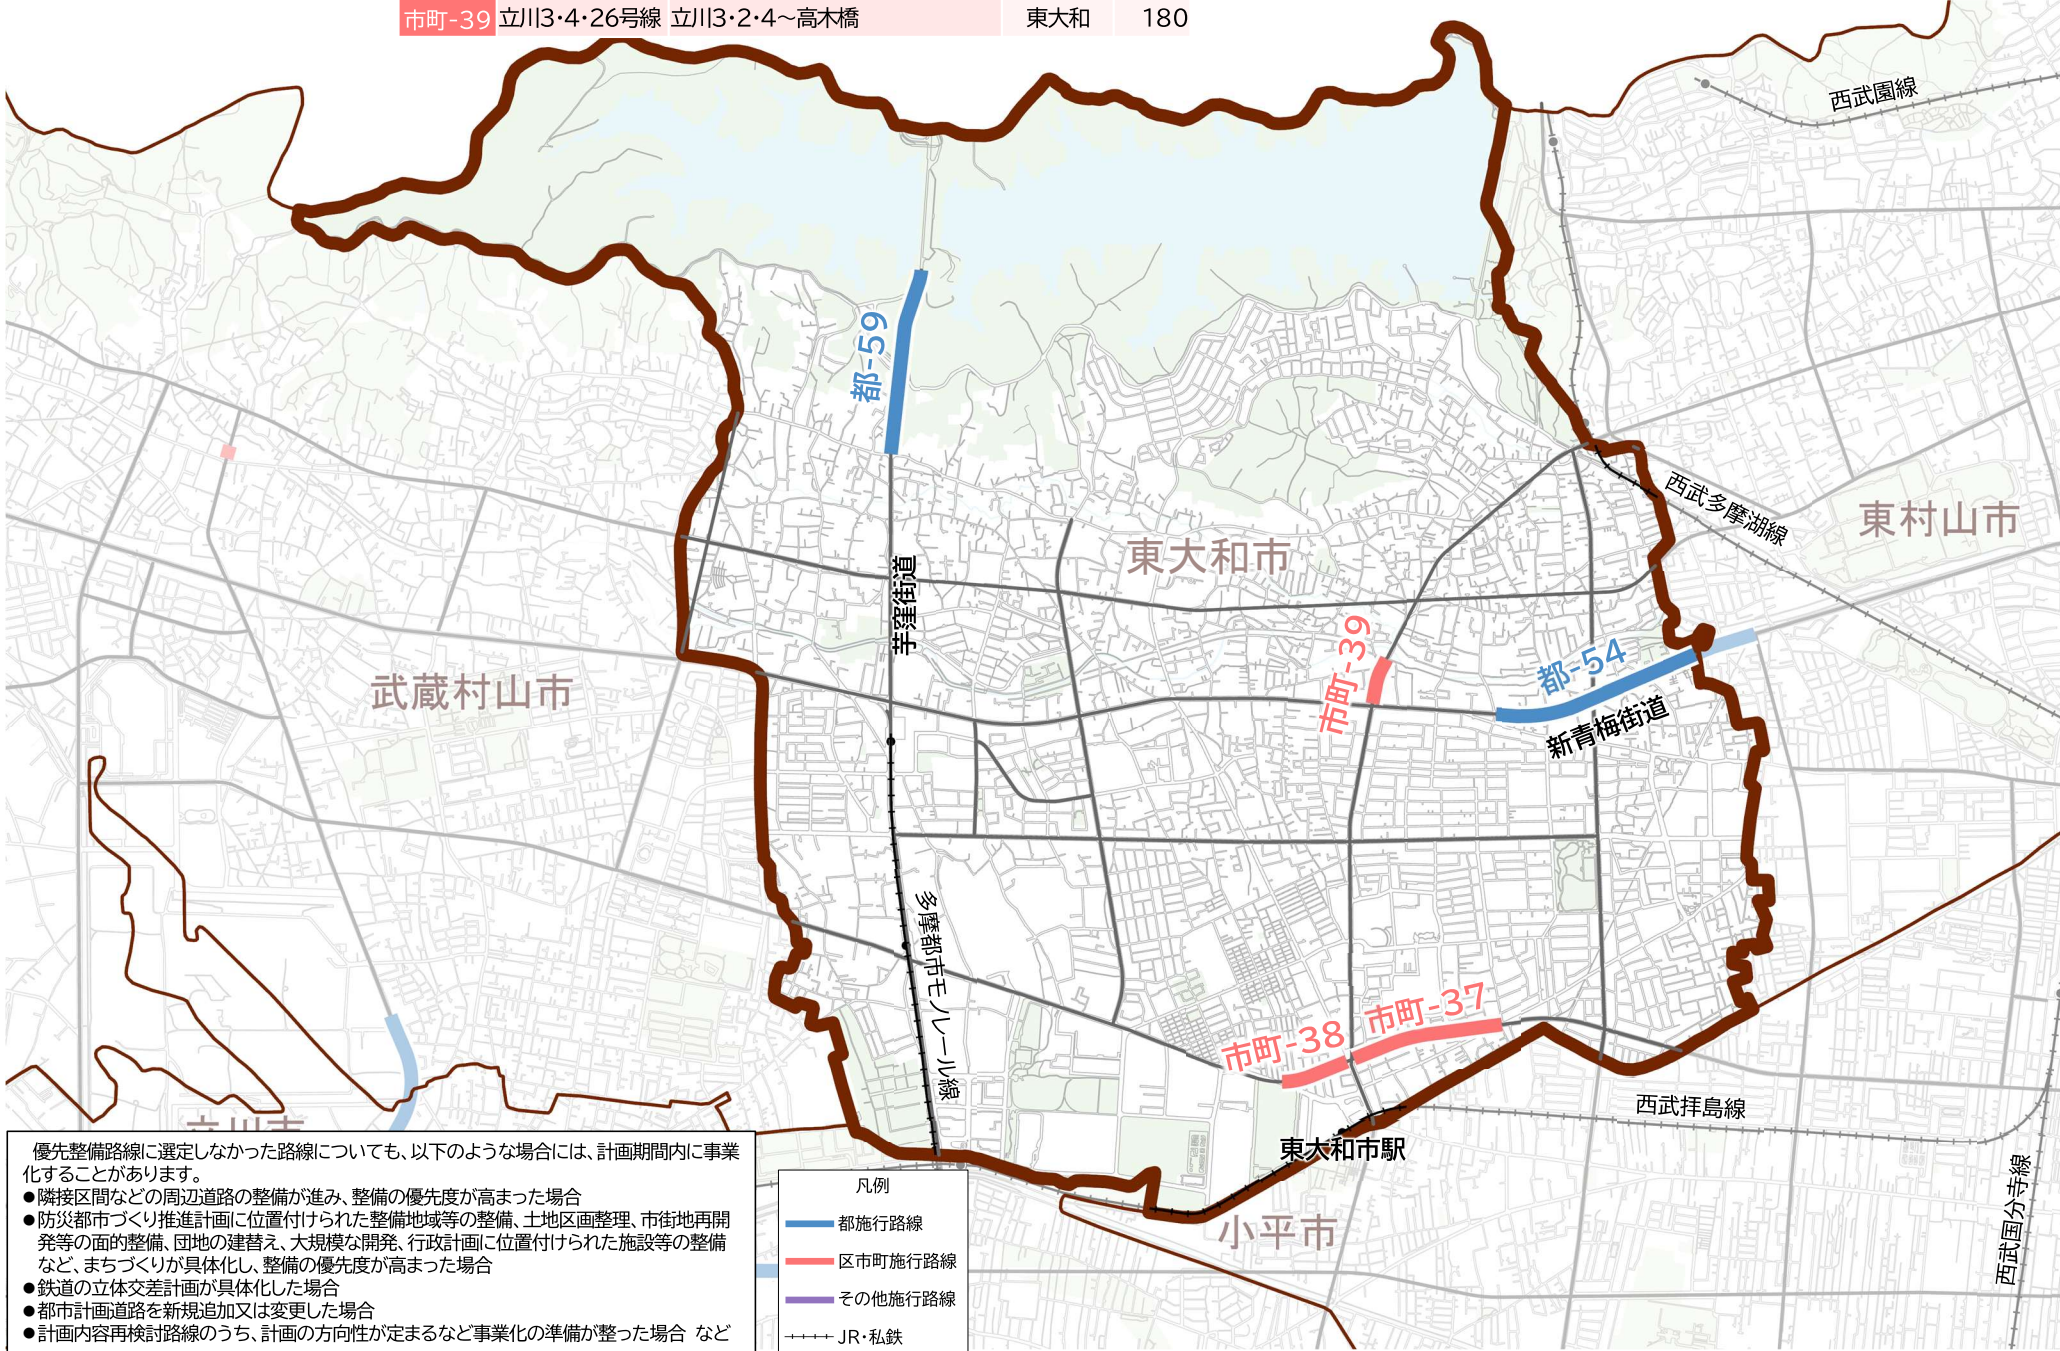 市町-39 立川3・4・26号線 立川3・2・4～高木橋 東大和 180
西武園線
都-59
西武多摩湖線
東村山市
東大和市
芋窪街道
市町-39
都-54
新青梅街道
武蔵村山市
多摩都市モノレール線
市町-37
市町-38
西武拝島線
東大和市駅
立川市
小平市
西武国分寺線
優先整備路線に選定しなかった路線についても、以下のような場合には、計画期間内に事業
化することがあります。
●隣接区間などの周辺道路の整備が進み、整備の優先度が高まった場合
●防災都市づくり推進計画に位置付けられた整備地域等の整備、土地区画整理、市街地再開
発等の面的整備、団地の建替え、大規模な開発、行政計画に位置付けられた施設等の整備
など、まちづくりが具体化し、整備の優先度が高まった場合
●鉄道の立体交差計画が具体化した場合
●都市計画道路を新規追加又は変更した場合
●計画内容再検討路線のうち、計画の方向性が定まるなど事業化の準備が整った場合 など
凡例
都施行路線
区市町施行路線
その他施行路線
JR・私鉄